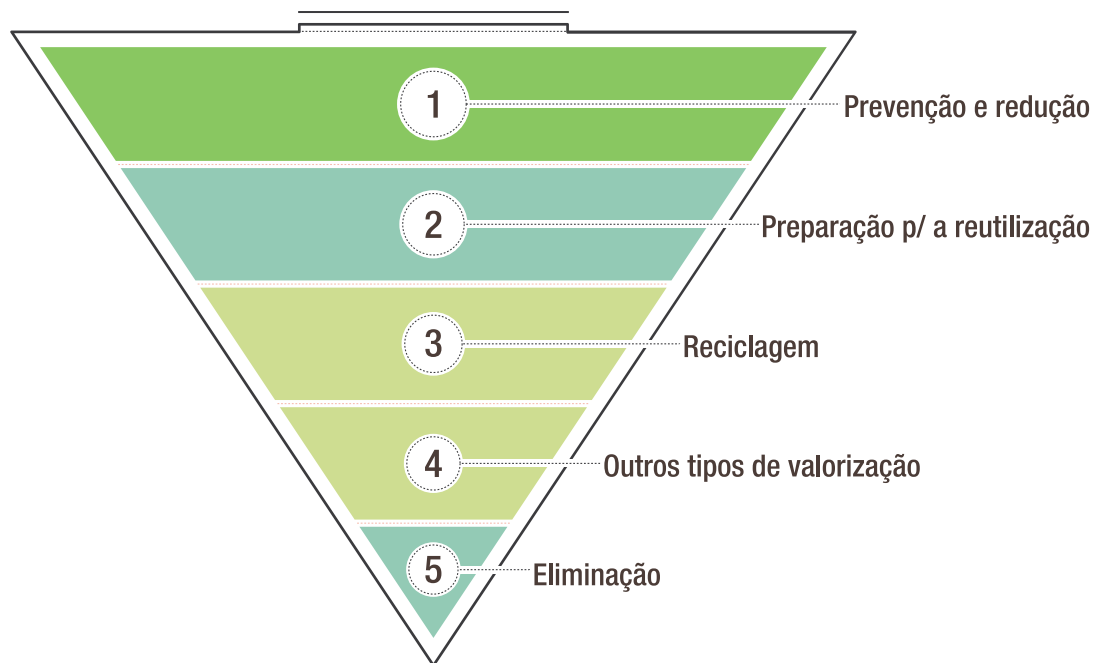 1
Prevenção e redução
2
Preparação p/ a reutilização
3
Reciclagem
4
Outros tipos de valorização
5
Eliminação